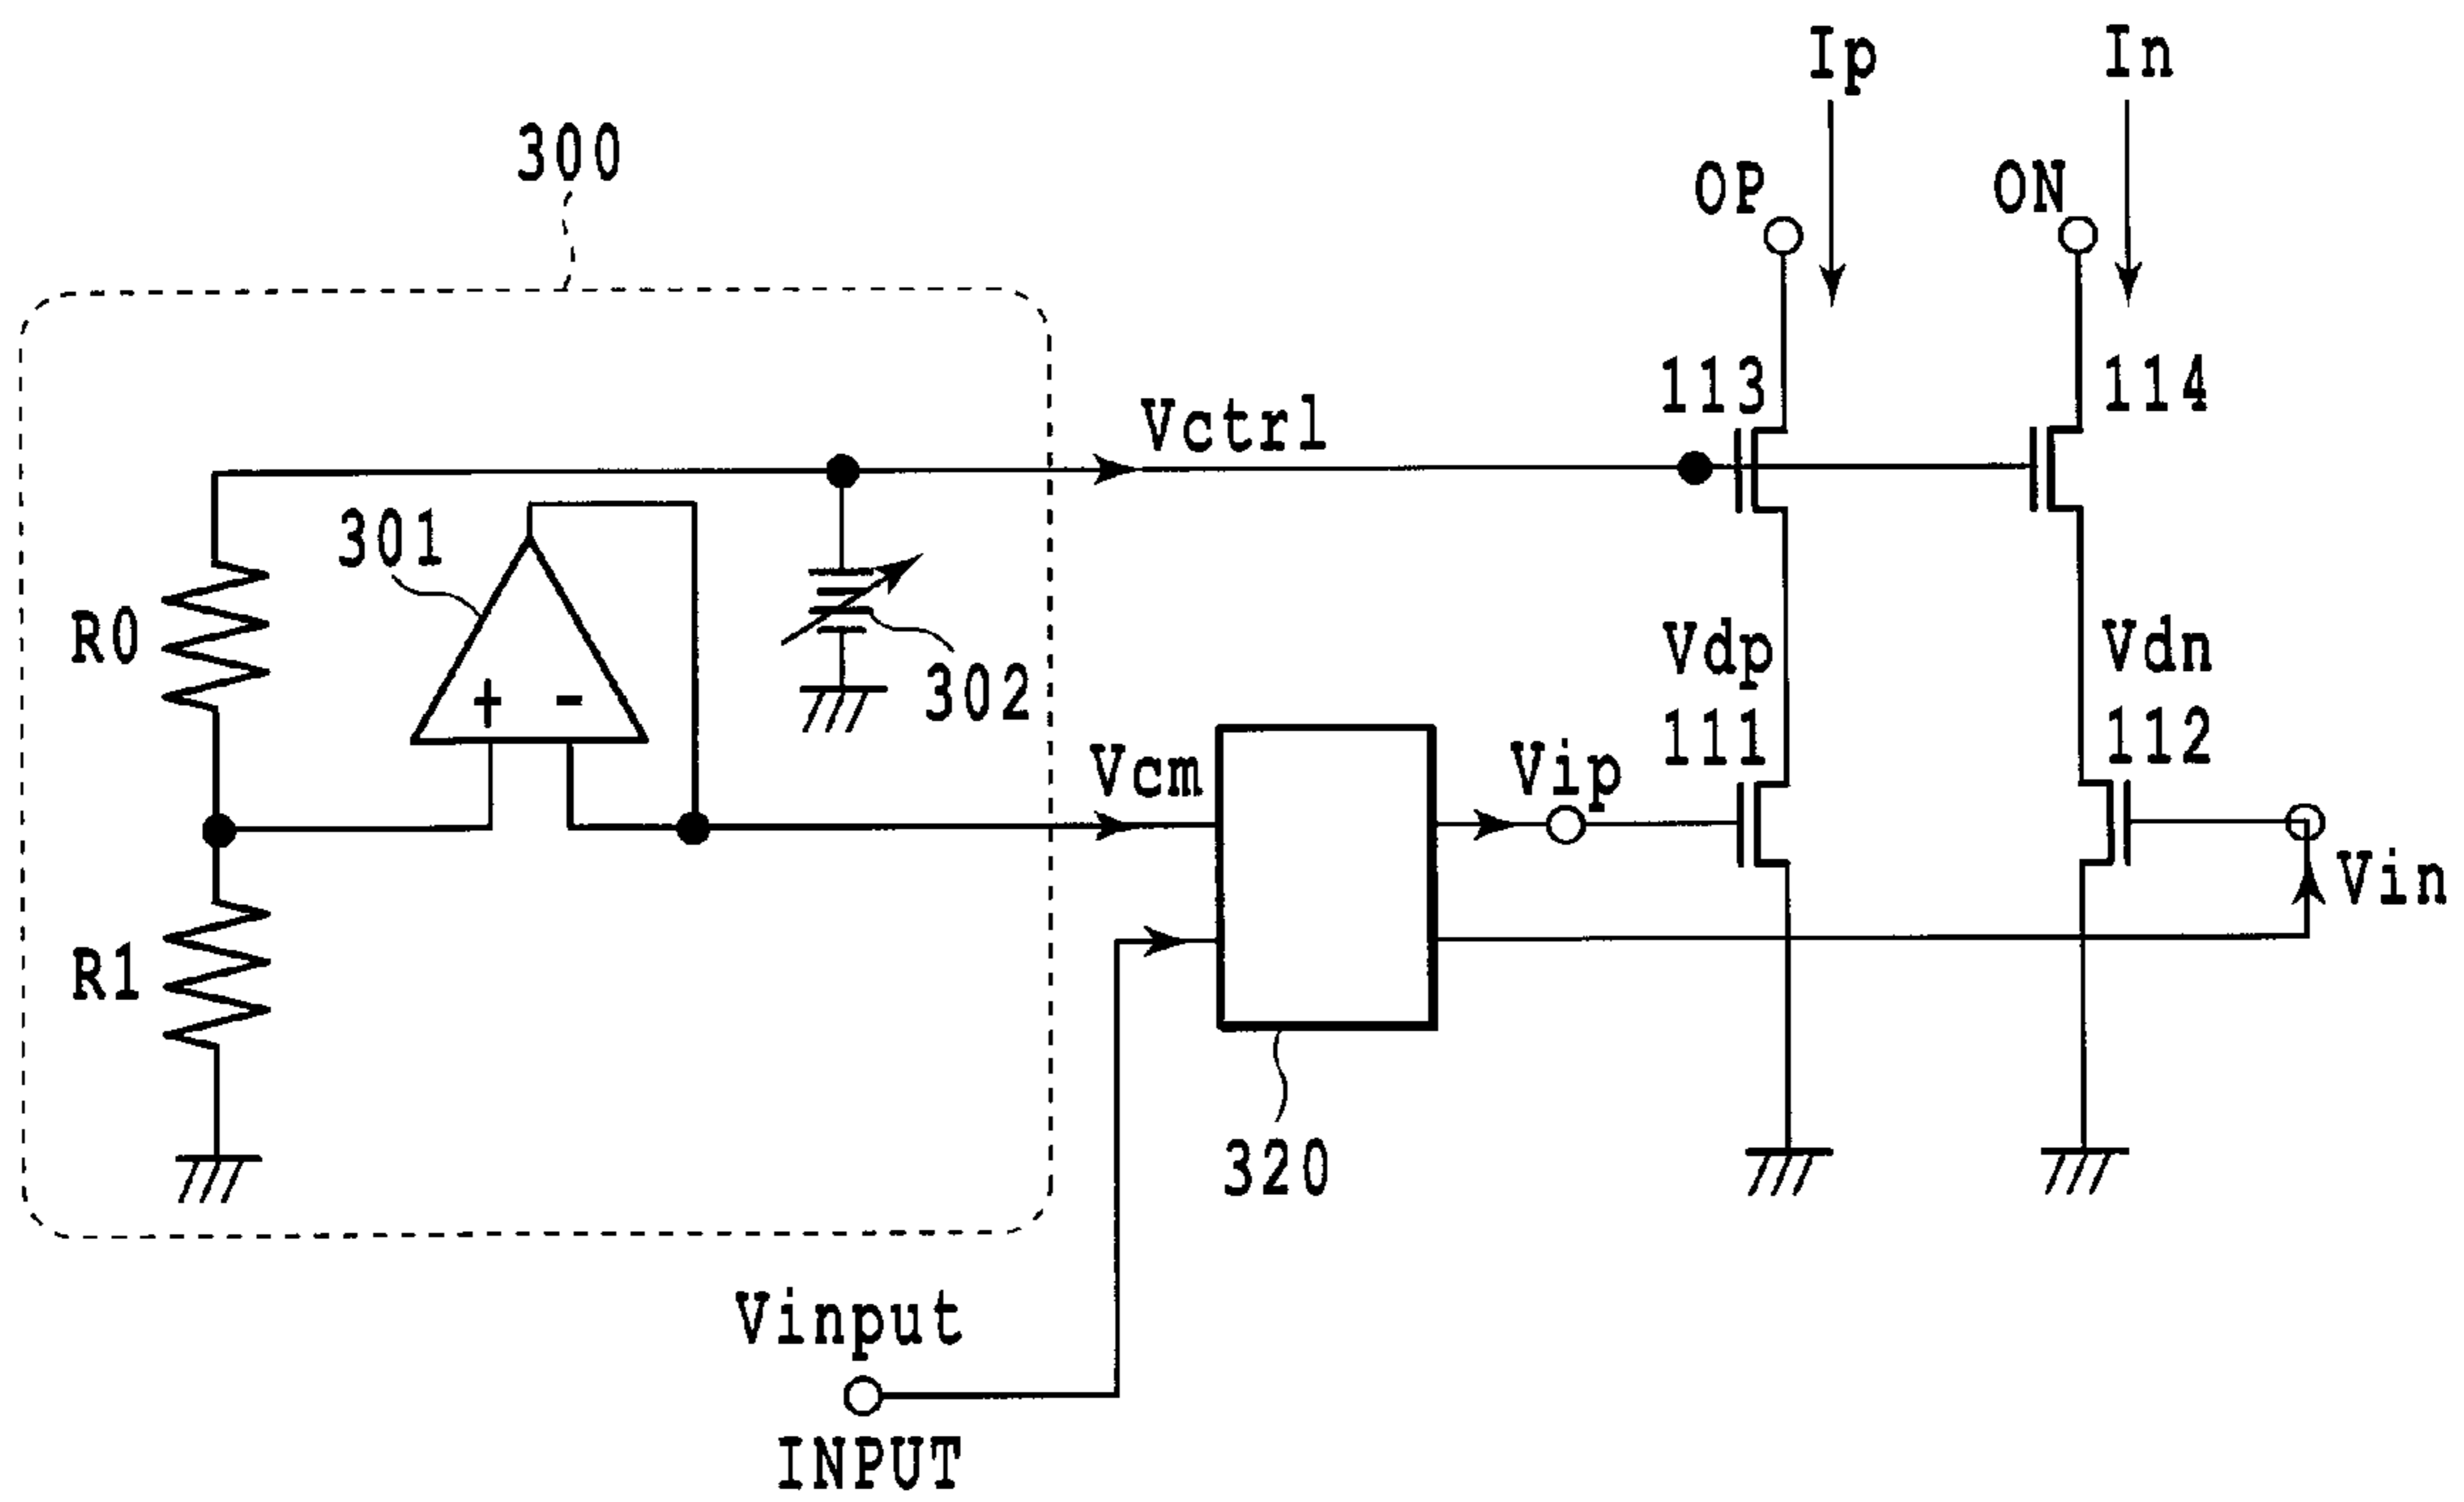 Ip
In
300
OP
ON
113
114
Vctrl
301
R0
302
Vdp
Vdn
111
112
+
-
Vcm
Vip
Vin
R1
320
Vinput
INPUT